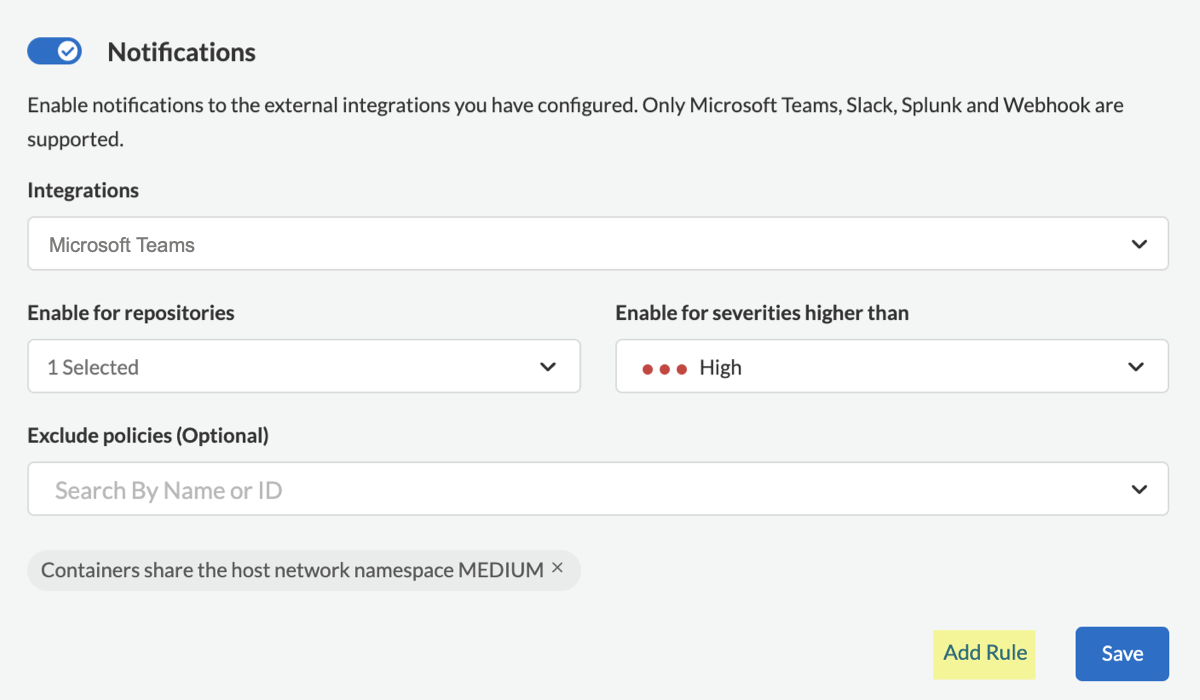 Notifications
Enable notifications to the external integrations you have configured. Only Microsoft Teams, Slack, Splunk and Webhook are
supported.
Integrations
Microsoft Teams
Enable for repositories
Enable for severities higher than
1 Selected
High
Exclude policies (Optional)
Search By Name or ID
Containers share the host network namespace MEDIUM ×
Add Rule
Save